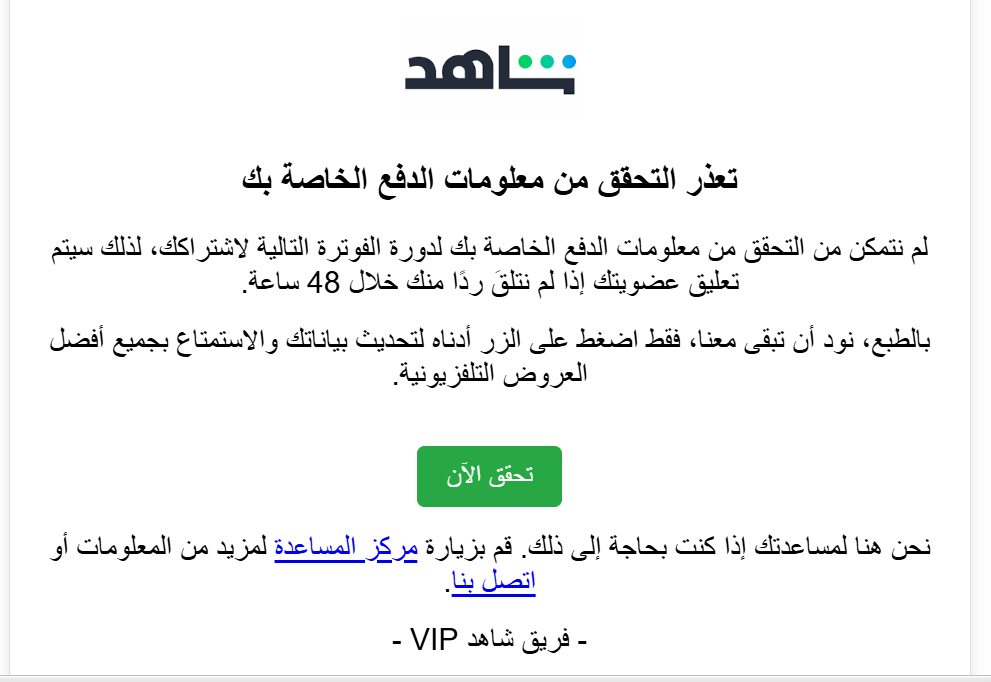 شاهد
تعذر التحقق من معلومات الدفع الخاصة بك
لم نتمكن من التحقق من معلومات الدفع الخاصة بك لدورة الفوترة التالية لاشتراكك، لذلك سيتم
تعليق عضويتك إذا لم نتلقَ ردًا منك خلال 48 ساعة.
بالطبع، نود أن تبقى معنا، فقط اضغط على الزر أدناه لتحديث بياناتك والاستمتاع بجميع أفضل
العروض التلفزيونية.
تحقق الآن
نحن هنا لمساعدتك إذا كنت بحاجة إلى ذلك. قم بزيارة مركز المساعدة لمزيد من المعلومات أو
اتصل بنا.
- فريق شاهد VIP -